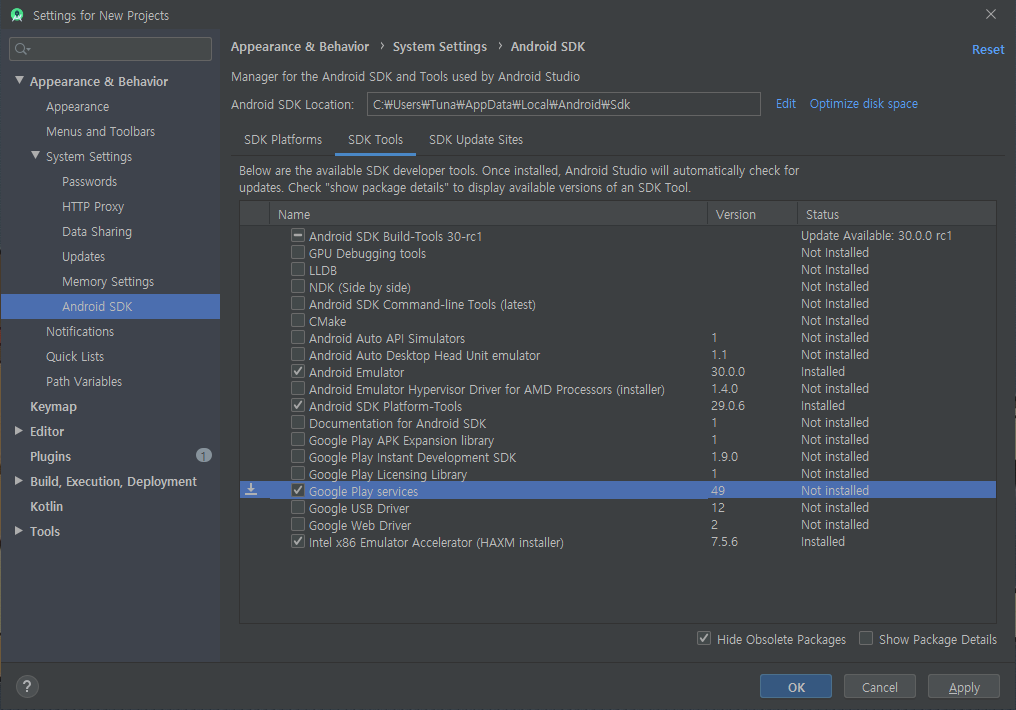 Settings for New Projects
Appearance & Behavior
Appearance
Menus and Toolbars
System Settings
Passwords
HTTP Proxy
Data Sharing
Updates
Memory Settings
Android SDK
Notifications
Quick Lists
Path Variables
Keymap
Editor
Plugins 1
Build, Execution, Deployment
Kotlin
Tools
Appearance & Behavior › System Settings › Android SDK
Reset
Manager for the Android SDK and Tools used by Android Studio
Android SDK Location: C:₩Users₩Tuna₩AppData₩Local₩Android₩Sdk Edit Optimize disk space
SDK Platforms SDK Tools SDK Update Sites
Below are the available SDK developer tools. Once installed, Android Studio will automatically check for
updates. Check "show package details" to display available versions of an SDK Tool.
Name Version Status
Android SDK Build-Tools 30-rc1 Update Available: 30.0.0 rc1
GPU Debugging tools Not Installed
LLDB Not Installed
NDK (Side by side) Not Installed
Android SDK Command-line Tools (latest) Not Installed
CMake Not Installed
Android Auto API Simulators 1 Not installed
Android Auto Desktop Head Unit emulator 1.1 Not installed
Android Emulator 30.0.0 Installed
Android Emulator Hypervisor Driver for AMD Processors (installer) 1.4.0 Not installed
Android SDK Platform-Tools 29.0.6 Installed
Documentation for Android SDK 1 Not installed
Google Play APK Expansion library 1 Not installed
Google Play Instant Development SDK 1.9.0 Not installed
Google Play Licensing Library 1 Not installed
Google Play services 49 Not installed
Google USB Driver 12 Not installed
Google Web Driver 2 Not installed
Intel x86 Emulator Accelerator (HAXM installer) 7.5.6 Installed
Hide Obsolete Packages Show Package Details
? OK Cancel Apply